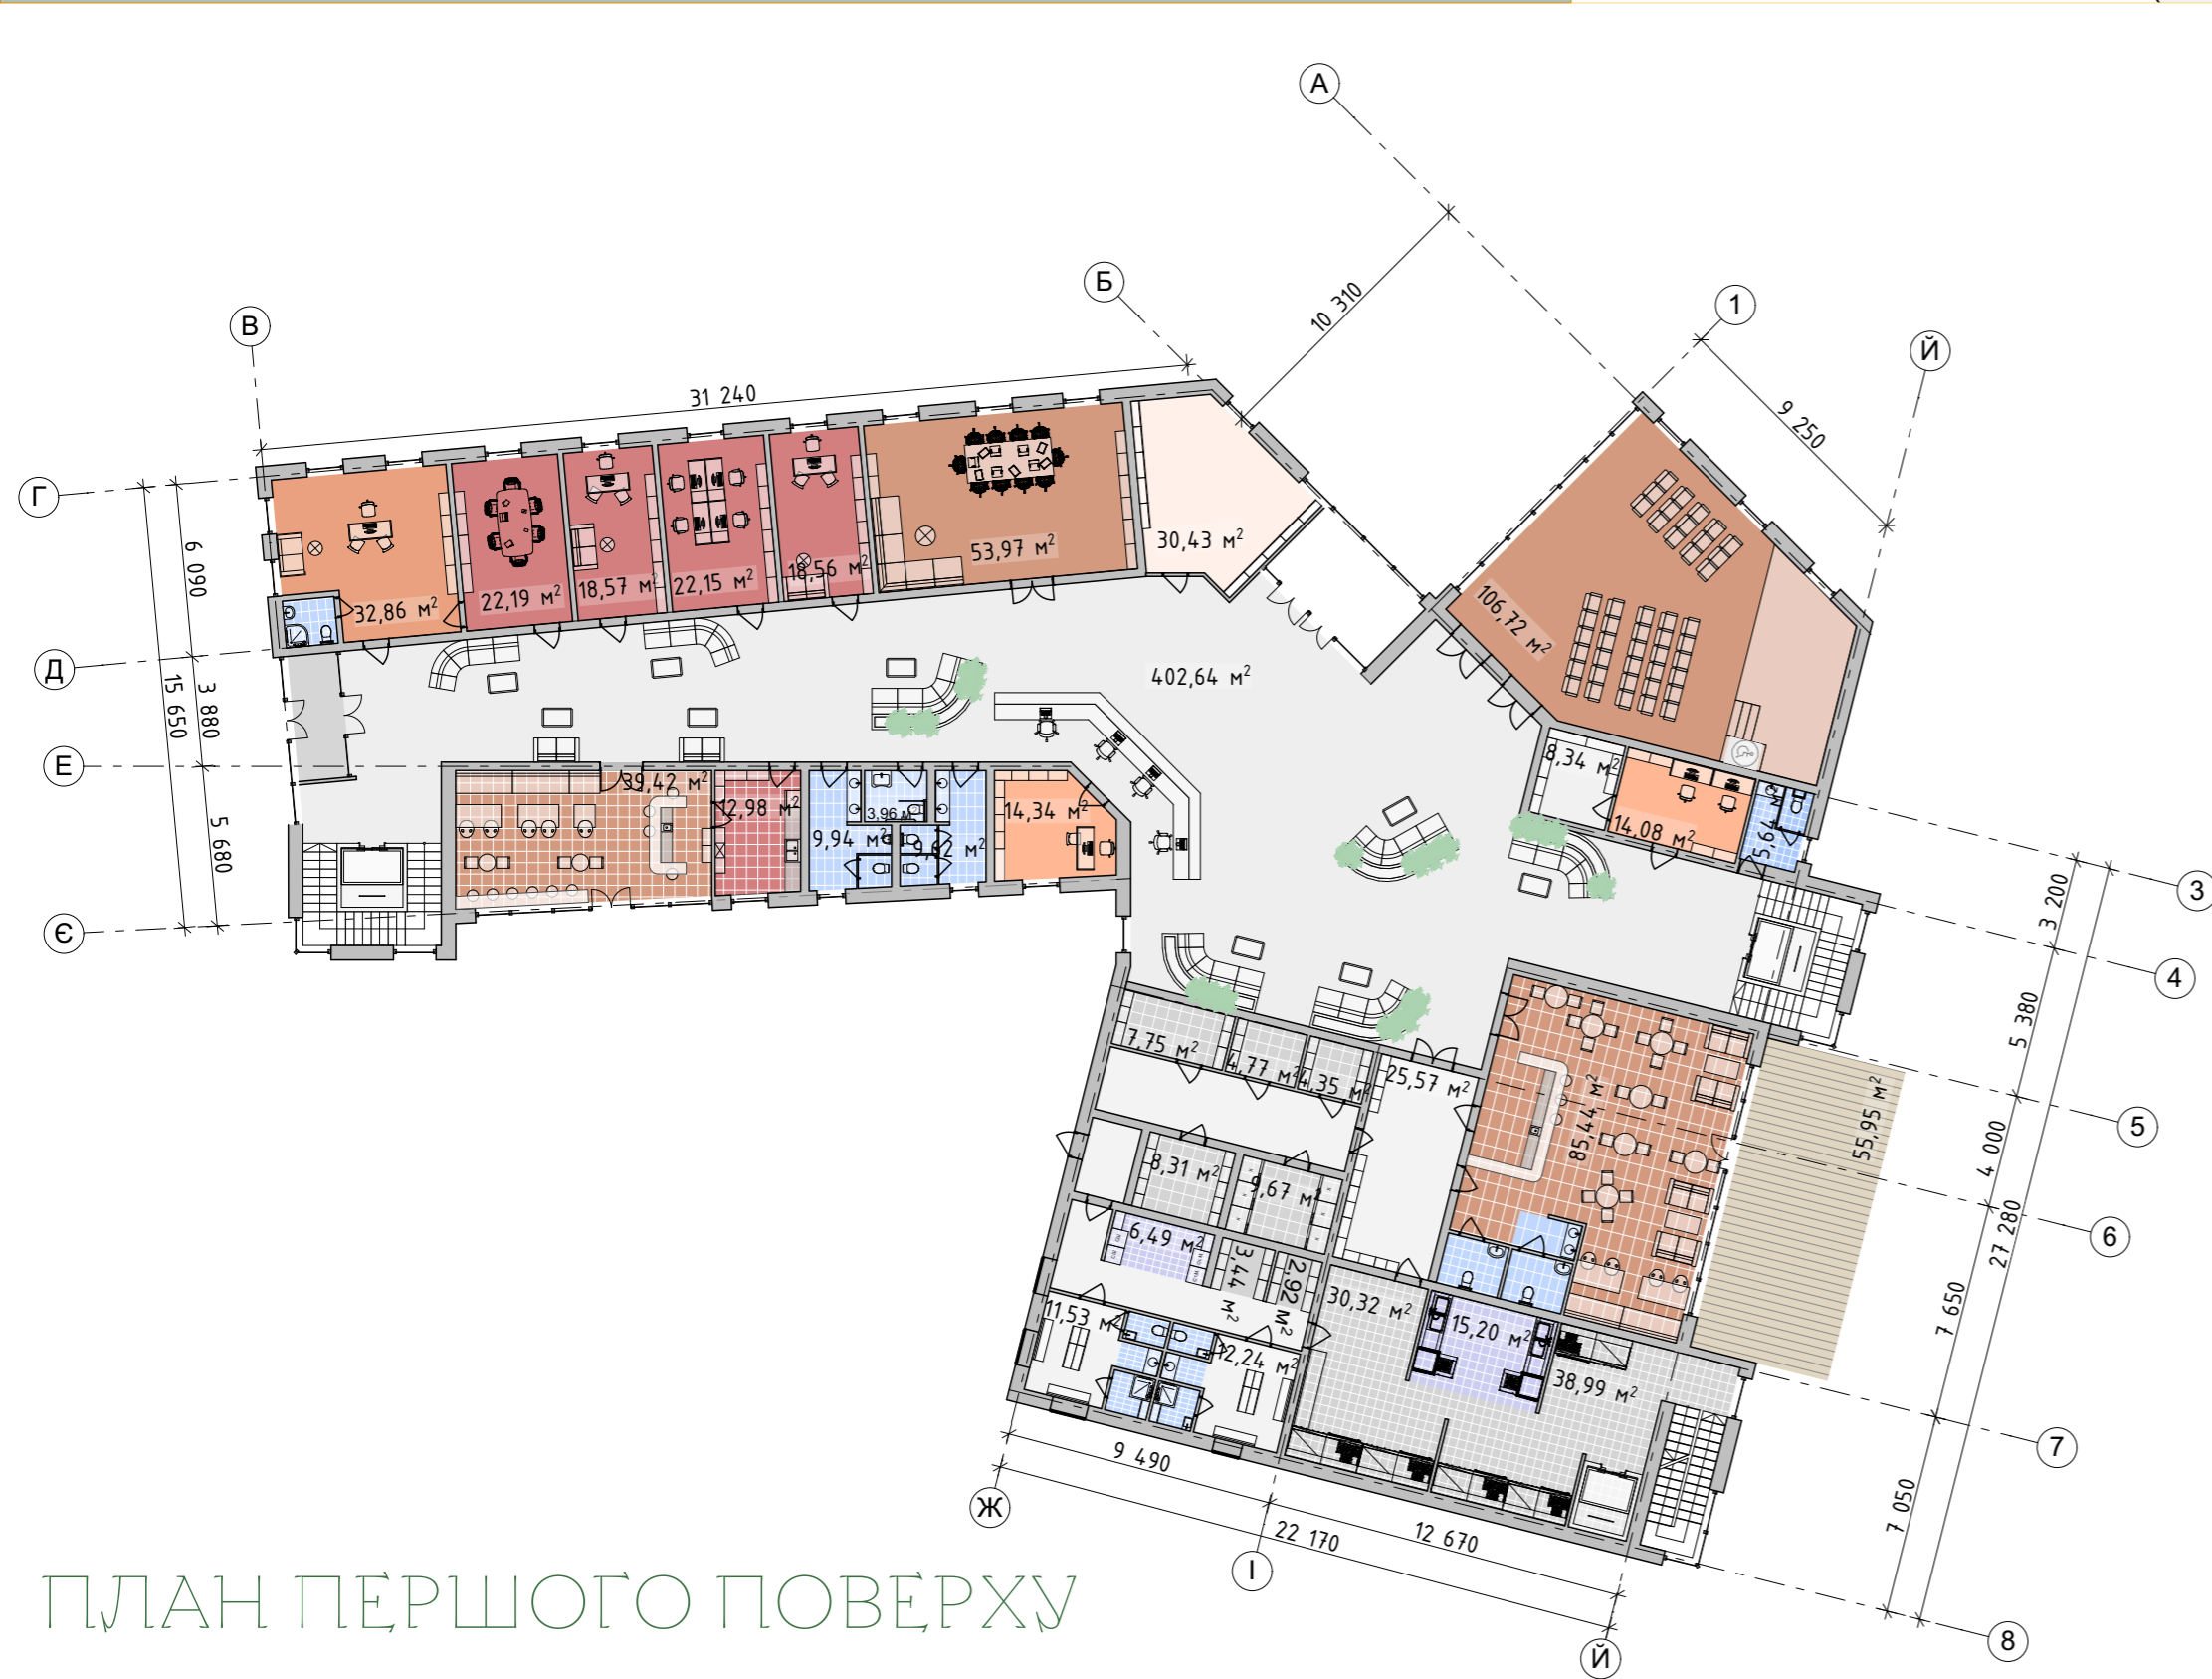 А
Б
1
В
Й
10 310
9 250
31 240
Г
Д
Е
Є
6 090
3 880
15 650
5 680
32,86 м²
22,19 м²
18,57 м²
22,15 м²
18,56 м²
53,97 м²
30,43 м²
106,72 м²
402,64 м²
39,42 м²
12,98 м²
9,94 м²
3,96 м
14,34 м²
8,34 м²
14,08 м²
5,64 м²
3
3 200
4
5 380
7,75 м²
4,77 м²
4,35 м²
25,57 м²
85,44 м²
55,95 м²
5
4 000
8,31 м²
9,67 м²
6
27 280
6,49 м²
3,44 м²
2,92 м²
30,32 м²
15,20 м²
7 650
11,53 м²
12,24 м²
38,99 м²
7
9 490
7 050
Ж
22 170
12 670
І
Й
8
ПЛАН ПЕРШОГО ПОВЕРХУ